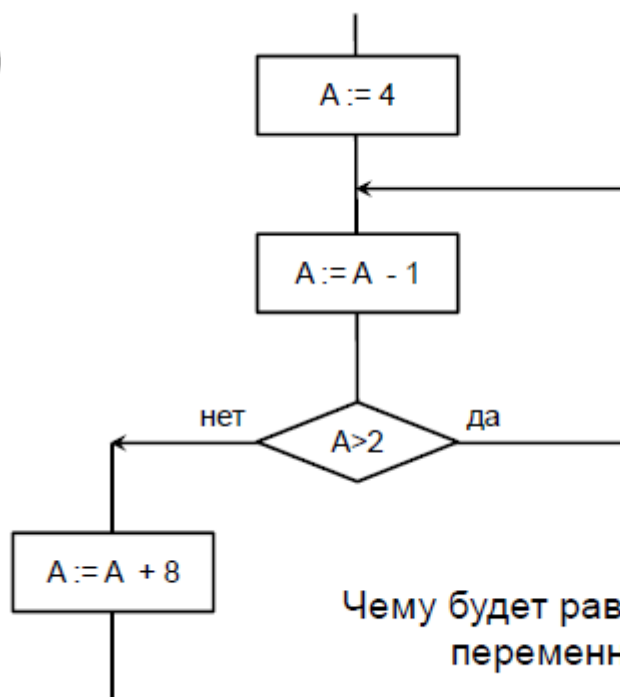 A := 4
A := A - 1
нет
да
A>2
A := A + 8
Чему будет рав
переменн